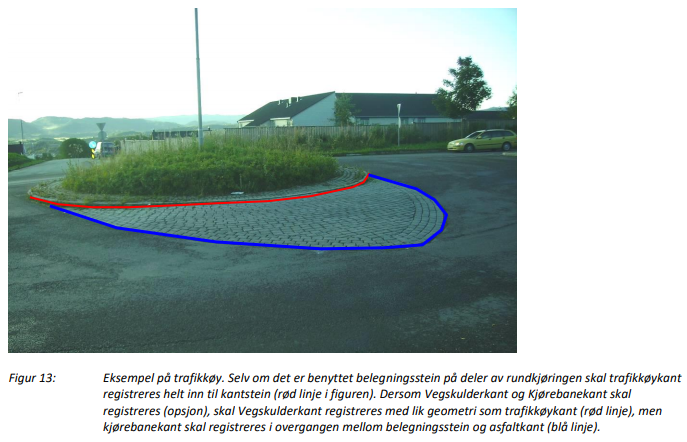 Figur 13: Eksempel på trafikkøy. Selv om det er benyttet belegningsstein på deler av rundkjøringen skal trafikkøykant
registreres helt inn til kantstein (rød linje i figuren). Dersom Vegskulderkant og Kjørebanekant skal
registreres (opsjon), skal Vegskulderkant registreres med lik geometri som trafikkøykant (rød linje), men
kjørebanekant skal registreres i overgangen mellom belegningsstein og asfaltkant (blå linje).